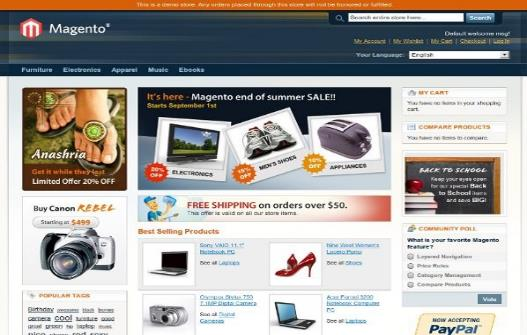 This is a demo store. Any orders placed through this store will not be honored or fulfilled.
Magento®
Search entire store here...
Search
Default welcome msg!
My Account | My Wishlist | My Cart | Checkout | Log In
Your Language: English
Furniture Electronics Apparel Music Ebooks
Anashria
Get it while they last
Limited Offer 20% OFF
It's here - Magento end of summer SALE!!
Starts September 1st
20% OFF
ELECTRONICS
15% OFF
MEN'S SHOES
10% OFF
APPLIANCES
MY CART
You have no items in your shopping
cart.
COMPARE PRODUCTS
You have no items to compare.
BACK TO SCHOOL
Keep your eyes open
for our special Back
to School items
and save BIG!
Buy Canon REBEL
Starting at $499
FREE SHIPPING on orders over $50.
This offer is valid on all our store items.
Best Selling Products
Sony VAIO 11.1"
Notebook PC
See all Laptops
Nine West Women's
Lucero Pump
See all Shoes
Olympus Stylus 750
7.1MP Digital Camera
See all Digital
Cameras
Acer Ferrari 3200
Notebook Computer
PC
See all Laptops
COMMUNITY POLL
What is your favorite Magento
feature?
Layered Navigation
Price Rules
Category Management
Compare Products
Vote
POPULAR TAGS
Birthday awesome black
camera cool furniture good
green laptop music
NOW ACCEPTING
PayPal